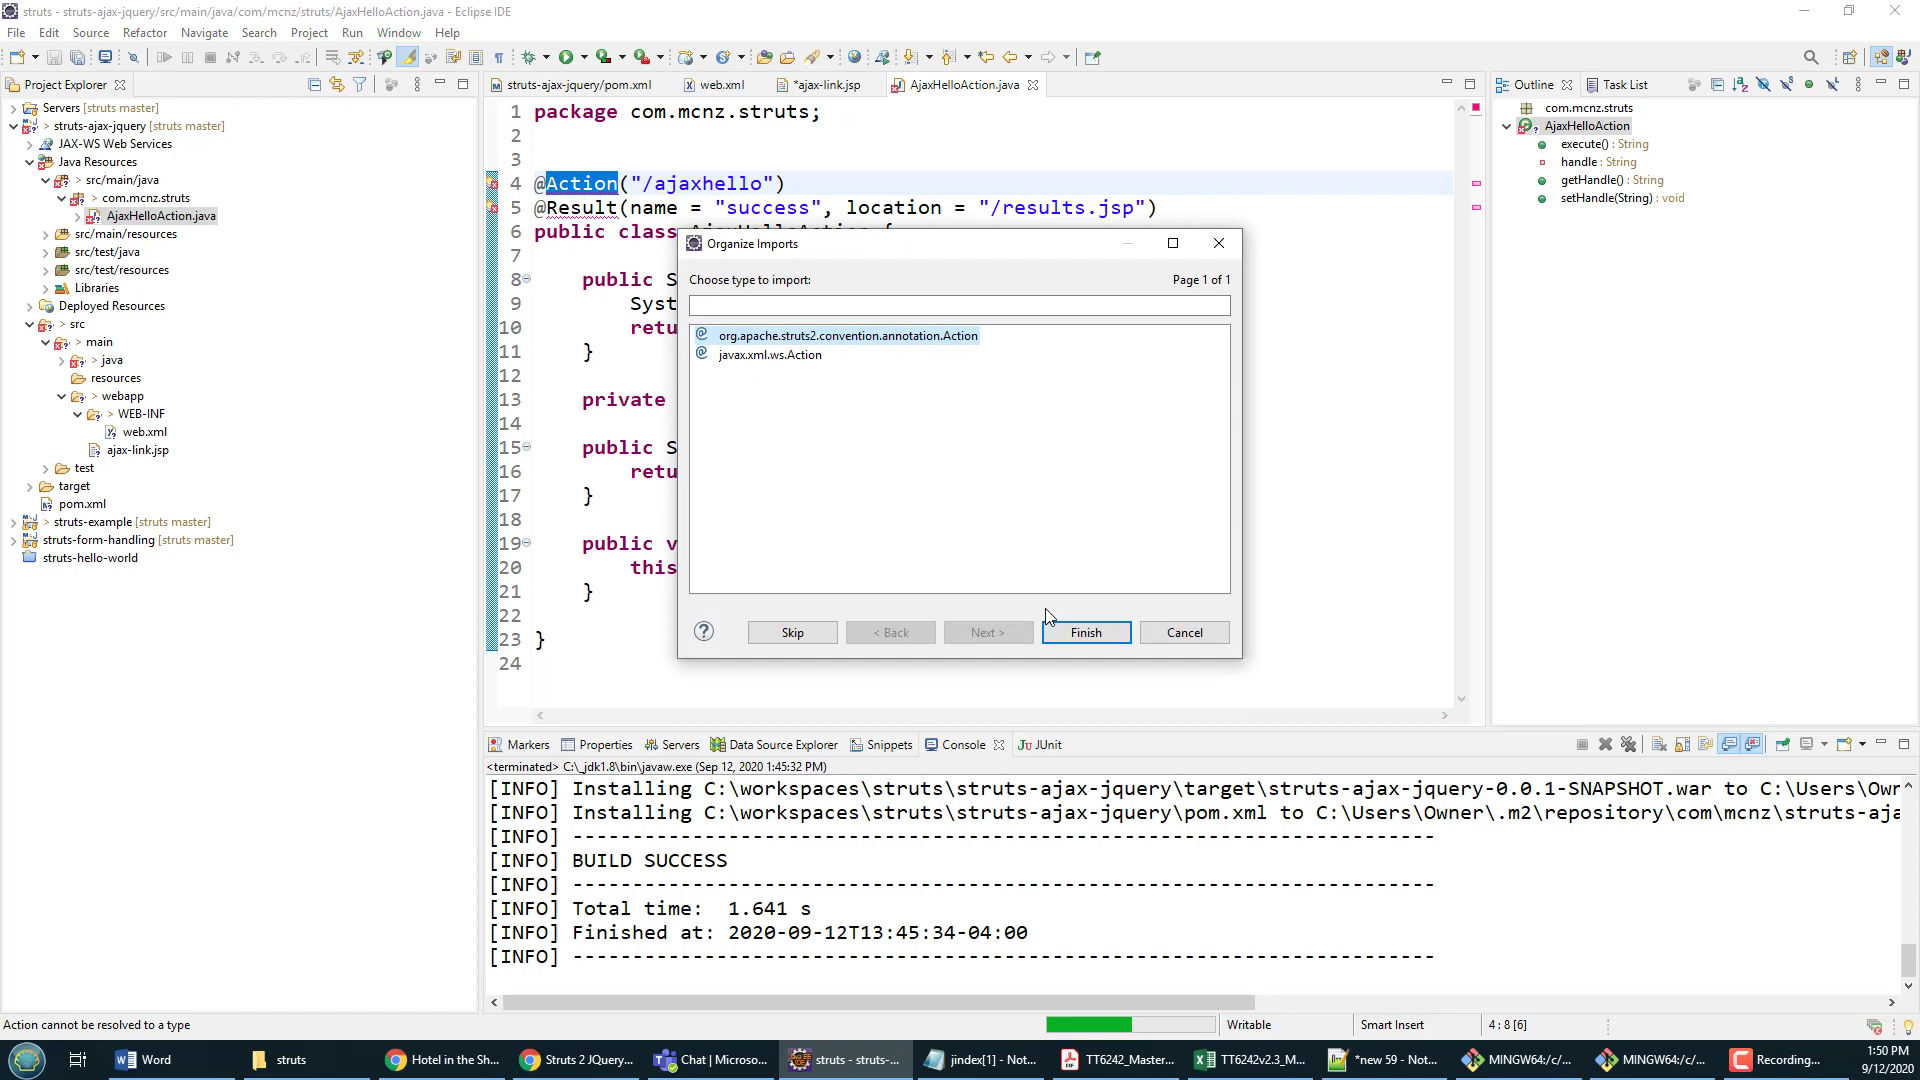 struts - struts-ajax-jquery/src/main/java/com/mcnz/struts/AjaxHelloAction.java - Eclipse IDE
File Edit Source Refactor Navigate Search Project Run Window Help
Project Explorer
Servers [struts master]
struts-ajax-jquery [struts master]
JAX-WS Web Services
Java Resources
src/main/java
com.mcnz.struts
AjaxHelloAction.java
src/main/resources
src/test/java
src/test/resources
Libraries
Deployed Resources
src
main
java
resources
webapp
WEB-INF
web.xml
ajax-link.jsp
test
target
pom.xml
struts-example [struts master]
struts-form-handling [struts master]
struts-hello-world
struts-ajax-jquery/pom.xml web.xml *ajax-link.jsp AjaxHelloAction.java
1 package com.mcnz.struts;
2
3
4 @Action("/ajaxhello")
5 @Result(name = "success", location = "/results.jsp")
6 public class AjaxHelloAction {
7
8 public S
9 Syst
10 retu
11 }
12
13 private
14
15 public S
16 retu
17 }
18
19 public v
20 this
21 }
22
23 }
24
Organize Imports
Choose type to import: Page 1 of 1
org.apache.struts2.convention.annotation.Action
javax.xml.ws.Action
Skip < Back Next > Finish Cancel
Outline Task List
com.mcnz.struts
AjaxHelloAction
execute() : String
handle : String
getHandle() : String
setHandle(String) : void
Markers Properties Servers Data Source Explorer Snippets Console JUnit
<terminated> C:\_jdk1.8\bin\javaw.exe (Sep 12, 2020 1:45:32 PM)
[INFO] Installing C:\workspaces\struts\struts-ajax-jquery\target\struts-ajax-jquery-0.0.1-SNAPSHOT.war to C:\Users\Owr
[INFO] Installing C:\workspaces\struts\struts-ajax-jquery\pom.xml to C:\Users\Owner\.m2\repository\com\mcnz\struts-aja
[INFO] ------------------------------------------------------------------------
[INFO] BUILD SUCCESS
[INFO] ------------------------------------------------------------------------
[INFO] Total time:  1.641 s
[INFO] Finished at: 2020-09-12T13:45:34-04:00
[INFO] ------------------------------------------------------------------------
Action cannot be resolved to a type Writable Smart Insert 4 : 8 [6]
Word struts Hotel in the Sh... Struts 2 JQuery... Chat | Microso... struts - struts-... jindex[1] - Not... TT6242_Master... TT6242v2.3_M... *new 59 - Not... MINGW64:/c/... MINGW64:/c/... Recording...
1:50 PM
9/12/2020